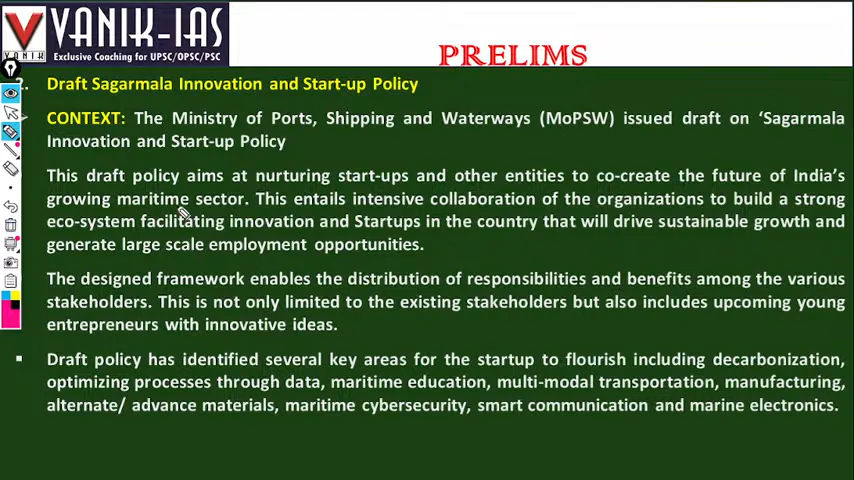 VANIK-IAS
VANIK
Exclusive Coaching for UPSC/OPSC/PSC
PRELIMS
2. Draft Sagarmala Innovation and Start-up Policy
CONTEXT: The Ministry of Ports, Shipping and Waterways (MoPSW) issued draft on ‘Sagarmala
Innovation and Start-up Policy
This draft policy aims at nurturing start-ups and other entities to co-create the future of India’s
growing maritime sector. This entails intensive collaboration of the organizations to build a strong
eco-system facilitating innovation and Startups in the country that will drive sustainable growth and
generate large scale employment opportunities.
The designed framework enables the distribution of responsibilities and benefits among the various
stakeholders. This is not only limited to the existing stakeholders but also includes upcoming young
entrepreneurs with innovative ideas.
Draft policy has identified several key areas for the startup to flourish including decarbonization,
optimizing processes through data, maritime education, multi-modal transportation, manufacturing,
alternate/ advance materials, maritime cybersecurity, smart communication and marine electronics.